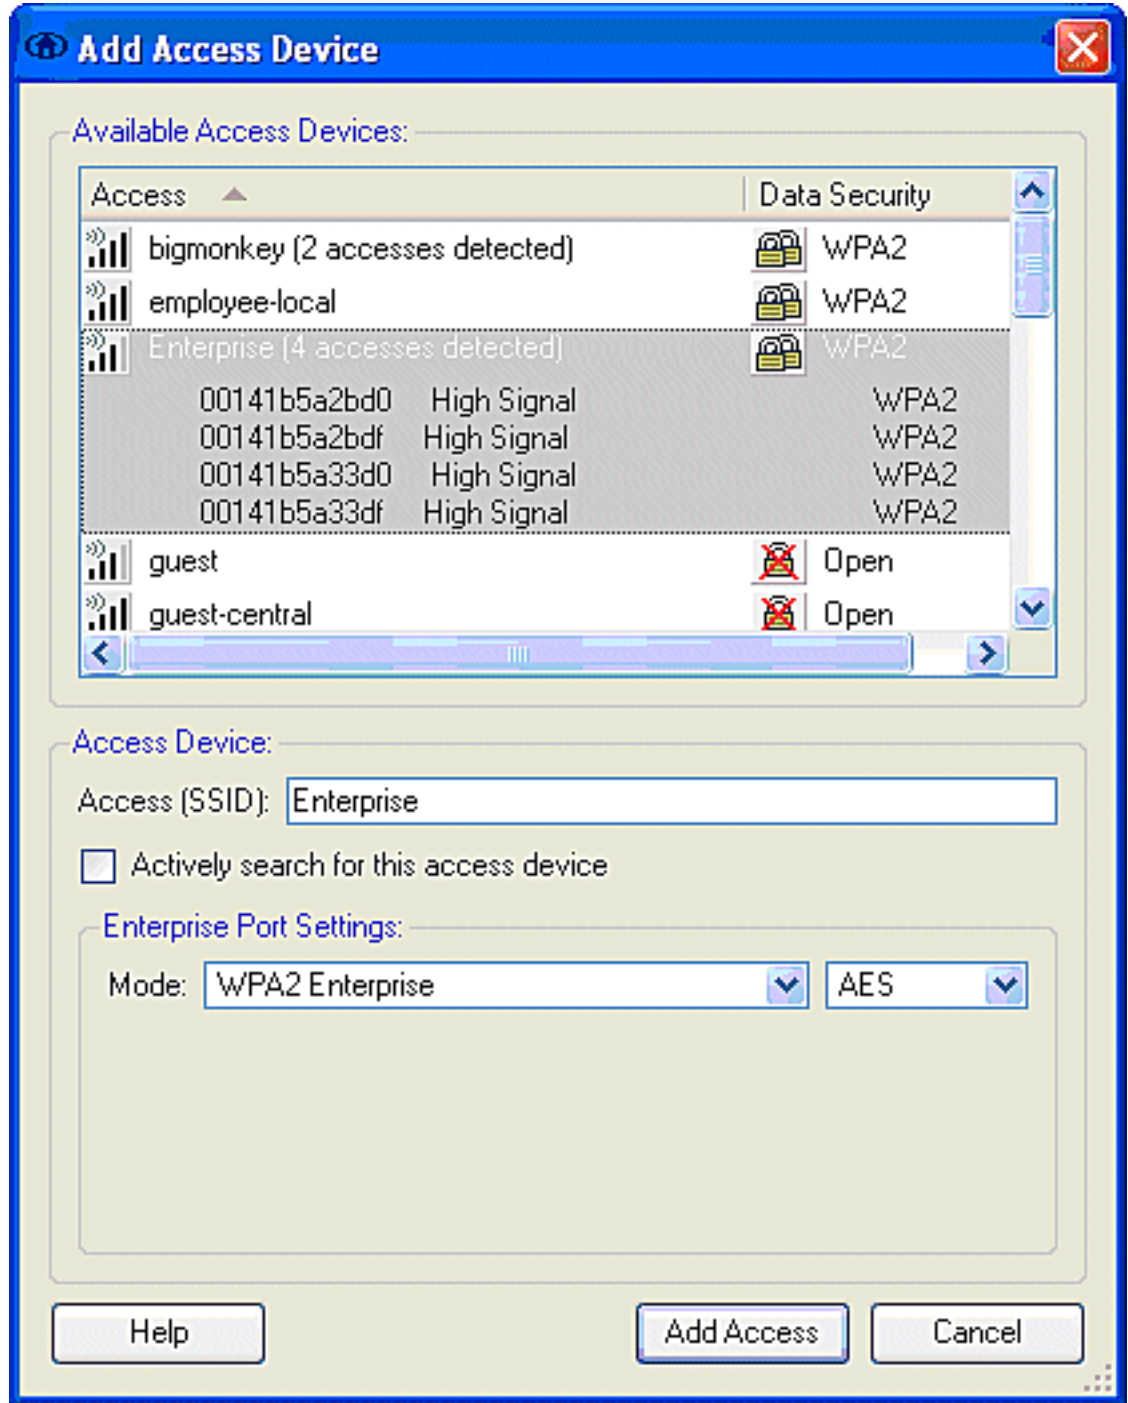 Add Access Device
Available Access Devices:
Access Data Security
bigmonkey (2 accesses detected) WPA2
employee-local WPA2
Enterprise (4 accesses detected) WPA2
00141b5a2bd0 High Signal WPA2
00141b5a2bdf High Signal WPA2
00141b5a33d0 High Signal WPA2
00141b5a33df High Signal WPA2
guest Open
guest-central Open
Access Device:
Access (SSID): Enterprise
Actively search for this access device
Enterprise Port Settings:
Mode: WPA2 Enterprise AES
Help Add Access Cancel